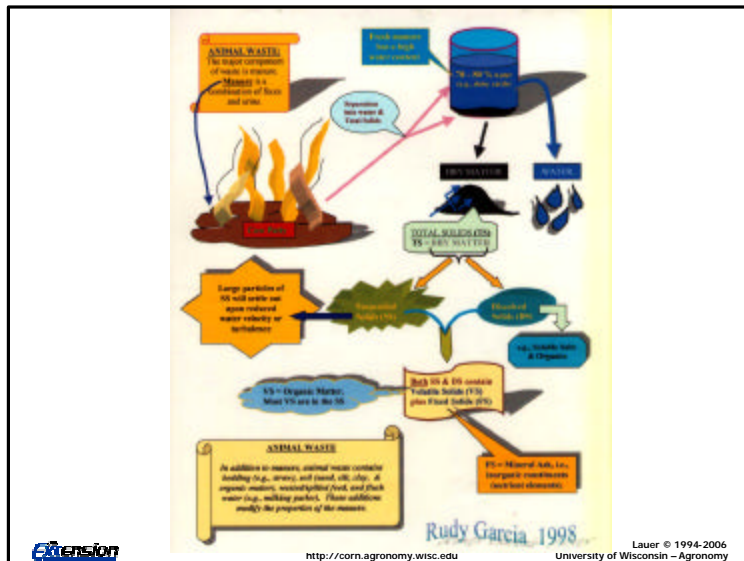 ANIMAL WASTE:
The major component
of waste is manure.
Manure is a
combination of feces
and urine.
Fresh manure
has a high
water content
70 - 90 % water
Separation
into water &
Total Solids
DRY MATTER
WATER
TOTAL SOLIDS (TS)
TS = DRY MATTER
Large particles of
SS will settle out
upon reduced
water velocity or
turbulence
Suspended
Solids (SS)
Dissolved
Solids (DS)
e.g., Soluble Salts
& Organics
VS = Organic Matter.
Most VS are in the SS
Both SS & DS contain
Volatile Solids (VS)
plus Fixed Solids (FS)
FS = Mineral Ash, i.e.,
inorganic constituents
(nutrient elements)
ANIMAL WASTE
In addition to manure, animal waste contains
bedding (e.g., straw), soil (sand, silt, clay, &
organic matter), wasted/spilled feed, and flush
water (e.g., milking parlor). These additions
modify the properties of the manure.
Rudy Garcia 1998
Extension
http://corn.agronomy.wisc.edu
Lauer © 1994-2006
University of Wisconsin – Agronomy